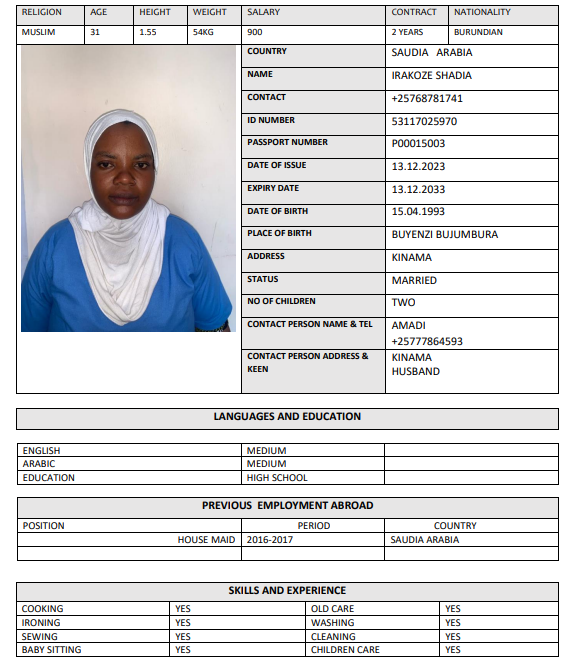 RELIGION AGE HEIGHT WEIGHT SALARY CONTRACT NATIONALITY
MUSLIM 31 1.55 54KG 900 2 YEARS BURUNDIAN
COUNTRY SAUDIA ARABIA
NAME IRAKOZE SHADIA
CONTACT +25768781741
ID NUMBER 53117025970
PASSPORT NUMBER P00015003
DATE OF ISSUE 13.12.2023
EXPIRY DATE 13.12.2033
DATE OF BIRTH 15.04.1993
PLACE OF BIRTH BUYENZI BUJUMBURA
ADDRESS KINAMA
STATUS MARRIED
NO OF CHILDREN TWO
CONTACT PERSON NAME & TEL AMADI
+25777864593
CONTACT PERSON ADDRESS & KINAMA
KEEN HUSBAND
LANGUAGES AND EDUCATION
ENGLISH MEDIUM
ARABIC MEDIUM
EDUCATION HIGH SCHOOL
PREVIOUS EMPLOYMENT ABROAD
POSITION PERIOD COUNTRY
HOUSE MAID 2016-2017 SAUDIA ARABIA
SKILLS AND EXPERIENCE
COOKING YES OLD CARE YES
IRONING YES WASHING YES
SEWING YES CLEANING YES
BABY SITTING YES CHILDREN CARE YES